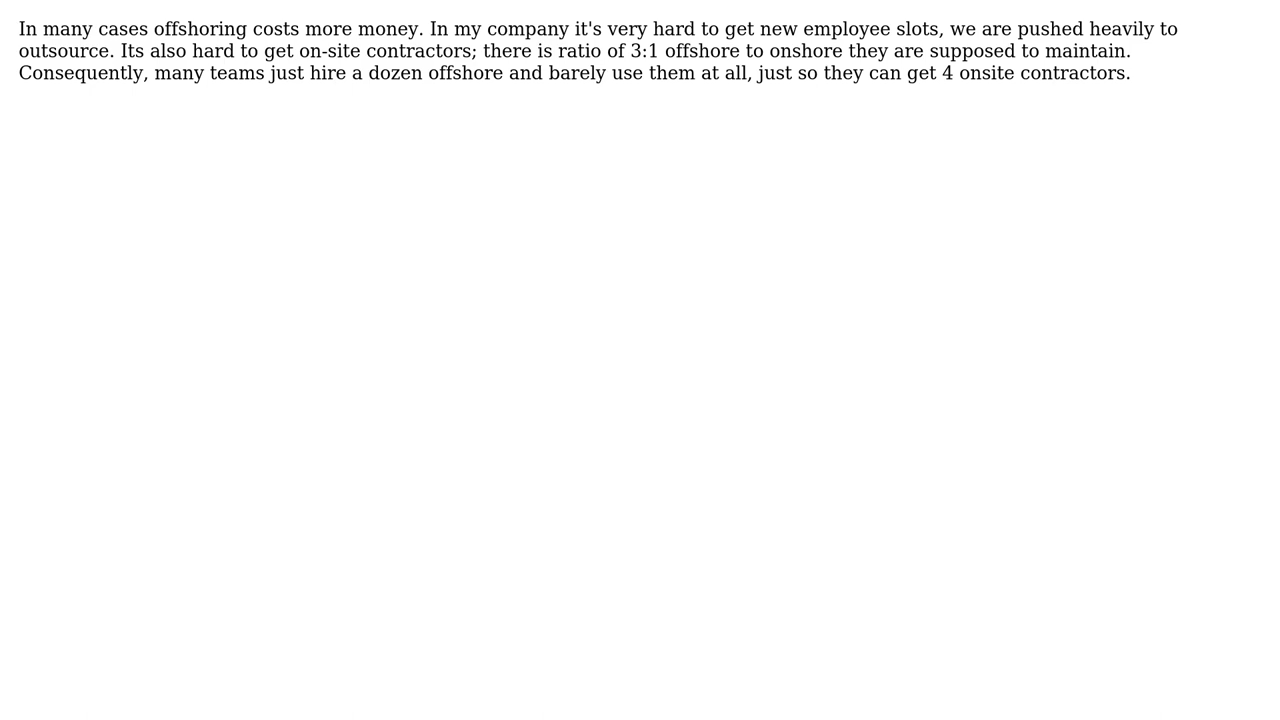 In many cases offshoring costs more money. In my company it's very hard to get new employee slots, we are pushed heavily to
outsource. Its also hard to get on-site contractors; there is ratio of 3:1 offshore to onshore they are supposed to maintain.
Consequently, many teams just hire a dozen offshore and barely use them at all, just so they can get 4 onsite contractors.